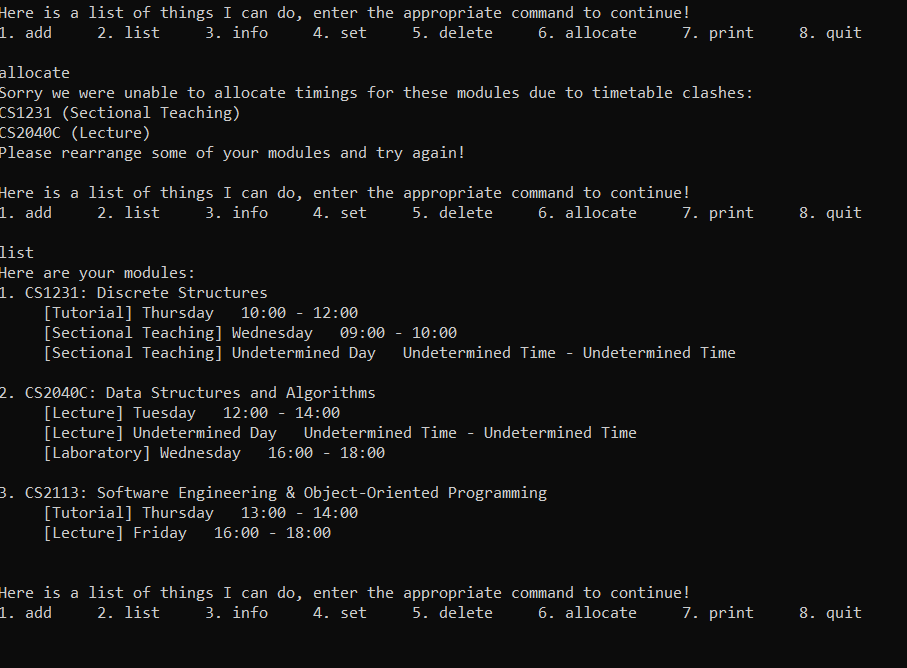 Here is a list of things I can do, enter the appropriate command to continue!
1. add     2. list     3. info     4. set     5. delete     6. allocate     7. print     8. quit
allocate
Sorry we were unable to allocate timings for these modules due to timetable clashes:
CS1231 (Sectional Teaching)
CS2040C (Lecture)
Please rearrange some of your modules and try again!
Here is a list of things I can do, enter the appropriate command to continue!
1. add     2. list     3. info     4. set     5. delete     6. allocate     7. print     8. quit
list
Here are your modules:
1. CS1231: Discrete Structures
     [Tutorial] Thursday   10:00 - 12:00
     [Sectional Teaching] Wednesday   09:00 - 10:00
     [Sectional Teaching] Undetermined Day   Undetermined Time - Undetermined Time
2. CS2040C: Data Structures and Algorithms
     [Lecture] Tuesday   12:00 - 14:00
     [Lecture] Undetermined Day   Undetermined Time - Undetermined Time
     [Laboratory] Wednesday   16:00 - 18:00
3. CS2113: Software Engineering & Object-Oriented Programming
     [Tutorial] Thursday   13:00 - 14:00
     [Lecture] Friday   16:00 - 18:00
Here is a list of things I can do, enter the appropriate command to continue!
1. add     2. list     3. info     4. set     5. delete     6. allocate     7. print     8. quit